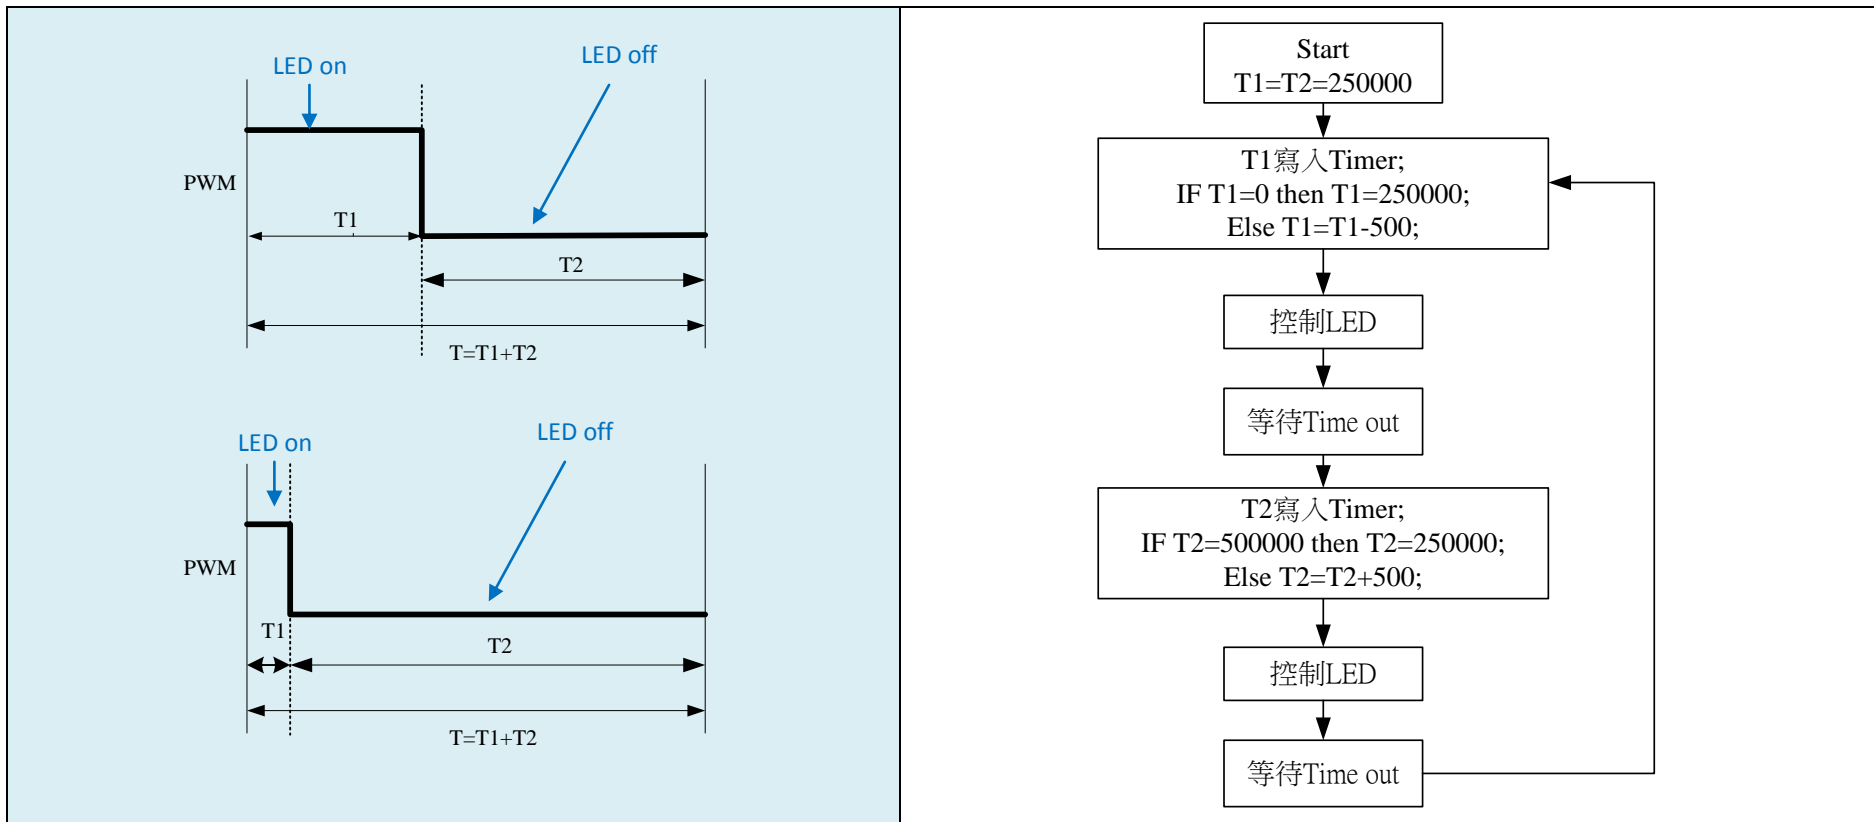 LED on
LED off
PWM
T1
T2
T=T1+T2
LED on
LED off
PWM
T1
T2
T=T1+T2
Start
T1=T2=250000
T1寫入Timer;
IF T1=0 then T1=250000;
Else T1=T1-500;
控制LED
等待Time out
T2寫入Timer;
IF T2=500000 then T2=250000;
Else T2=T2+500;
控制LED
等待Time out